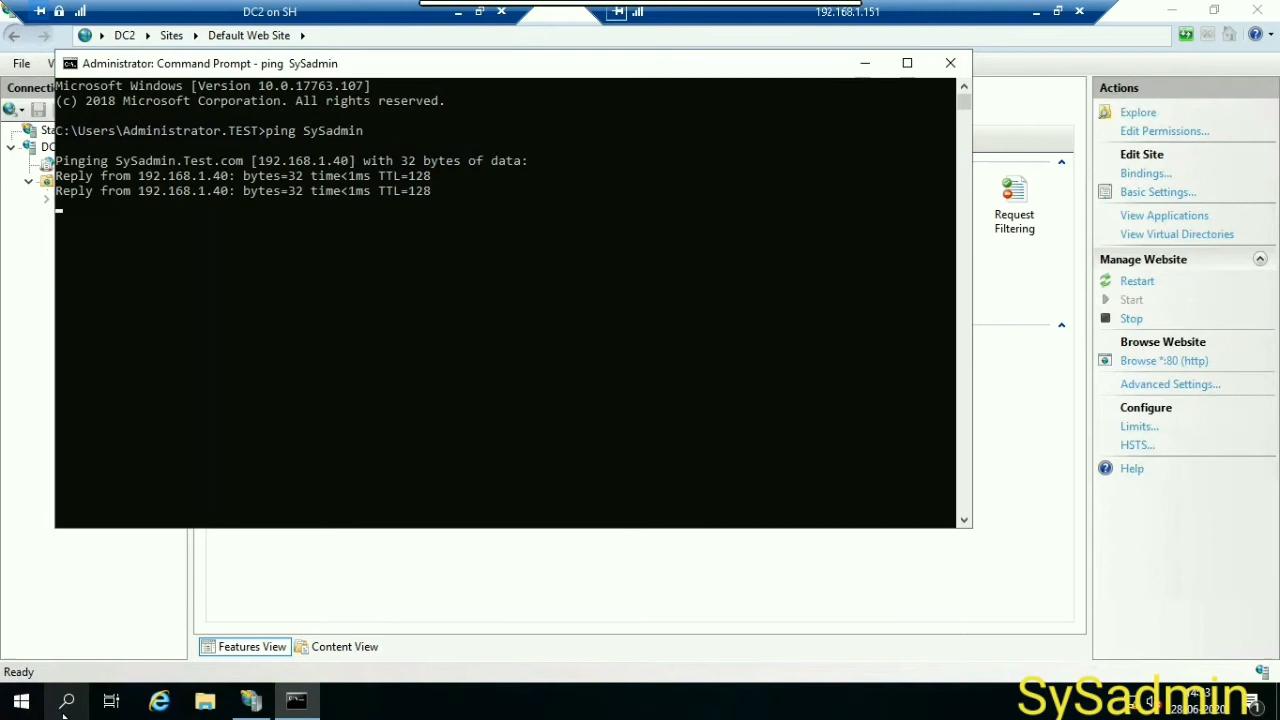 DC2 on SH
192.168.1.151
DC2 Sites Default Web Site
File
Administrator: Command Prompt - ping SySadmin
Microsoft Windows [Version 10.0.17763.107]
(c) 2018 Microsoft Corporation. All rights reserved.
C:\Users\Administrator.TEST>ping SySadmin
Pinging SySadmin.Test.com [192.168.1.40] with 32 bytes of data:
Reply from 192.168.1.40: bytes=32 time<1ms TTL=128
Reply from 192.168.1.40: bytes=32 time<1ms TTL=128
Request
Filtering
Actions
Explore
Edit Permissions...
Edit Site
Bindings...
Basic Settings...
View Applications
View Virtual Directories
Manage Website
Restart
Start
Stop
Browse Website
Browse *:80 (http)
Advanced Settings...
Configure
Limits...
HSTS...
Help
Features View
Content View
Ready
SySadmin
28-06-2020